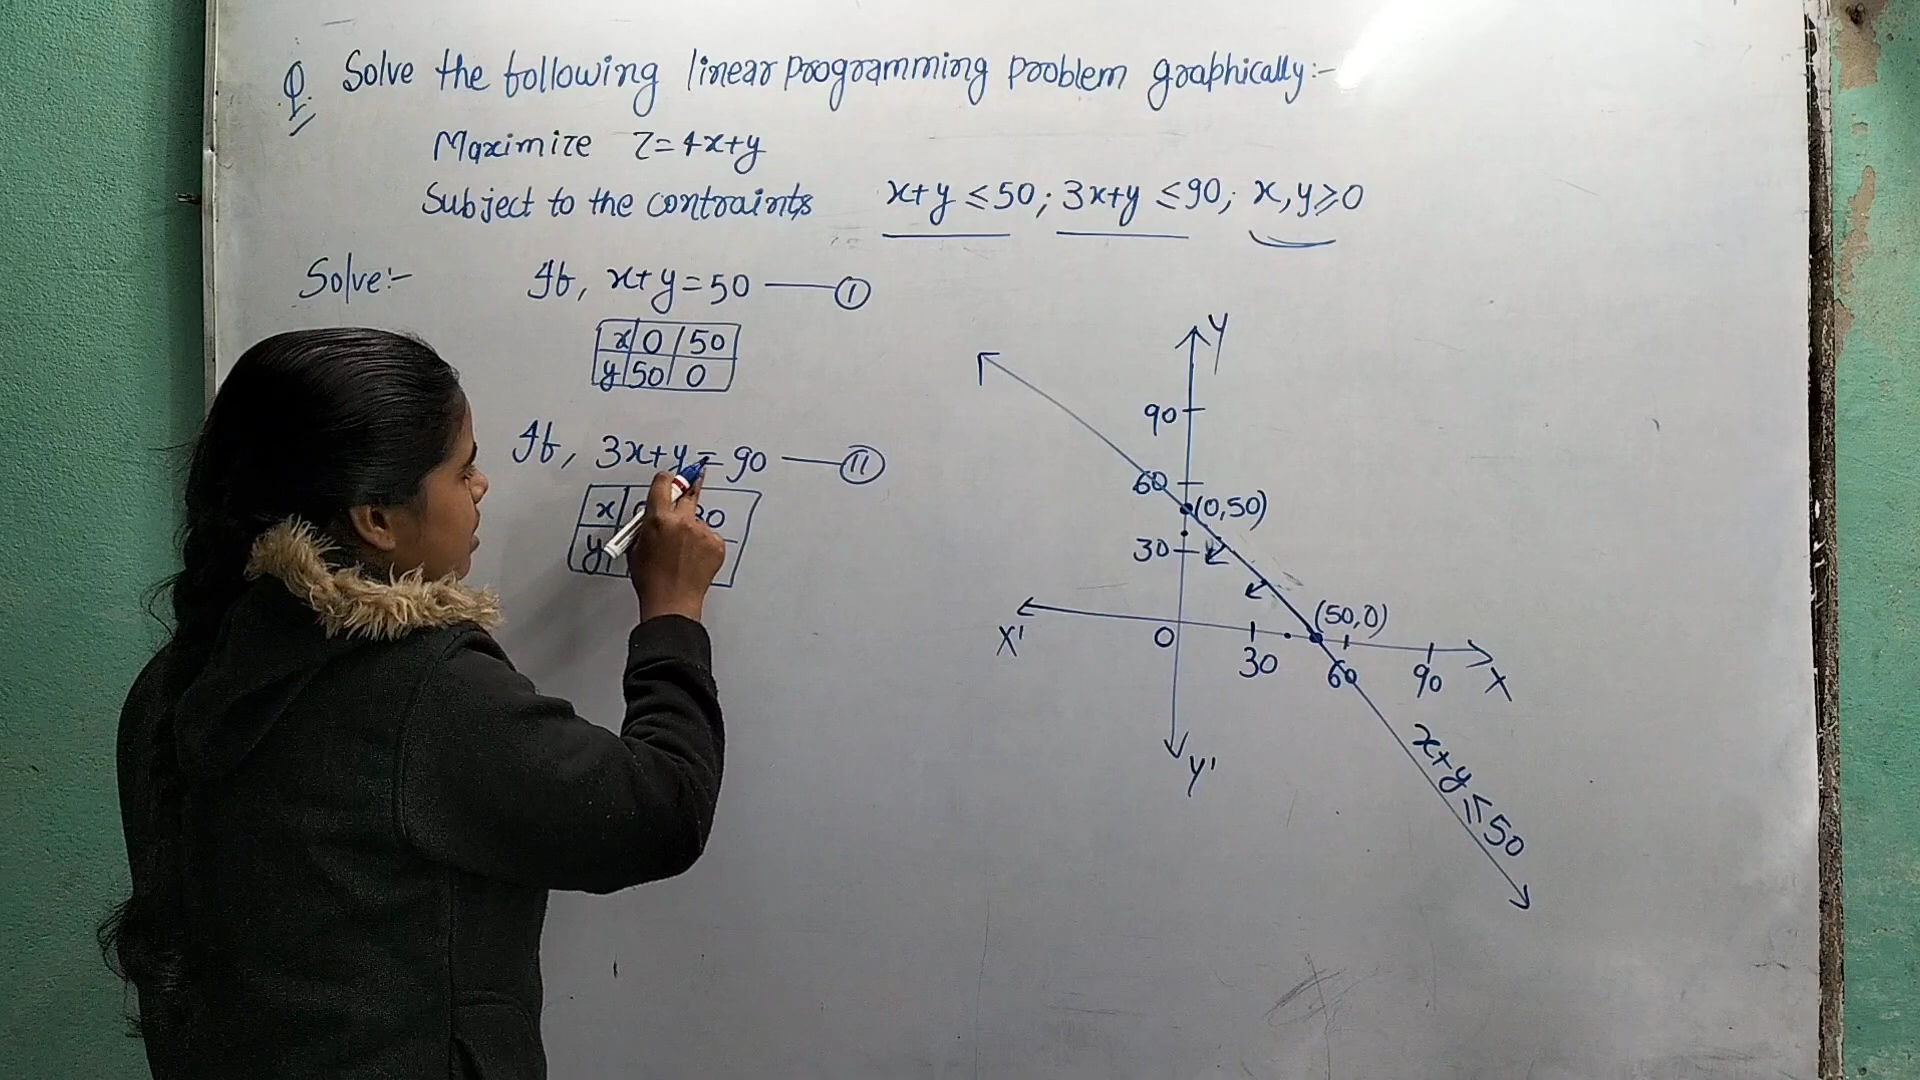 Q. Solve the following linear programming problem graphically:-
Maximize Z=4x+y
Subject to the contraints x+y ≤50; 3x+y ≤90; x,y≥0
Solve:- If, x+y=50 —— I
x 0 50
y 50 0
If, 3x+y=90 —— II
x 30
y
Y
90
60
(0,50)
30
(50,0)
X' O 30 60 90 X
Y'
x+y≤50